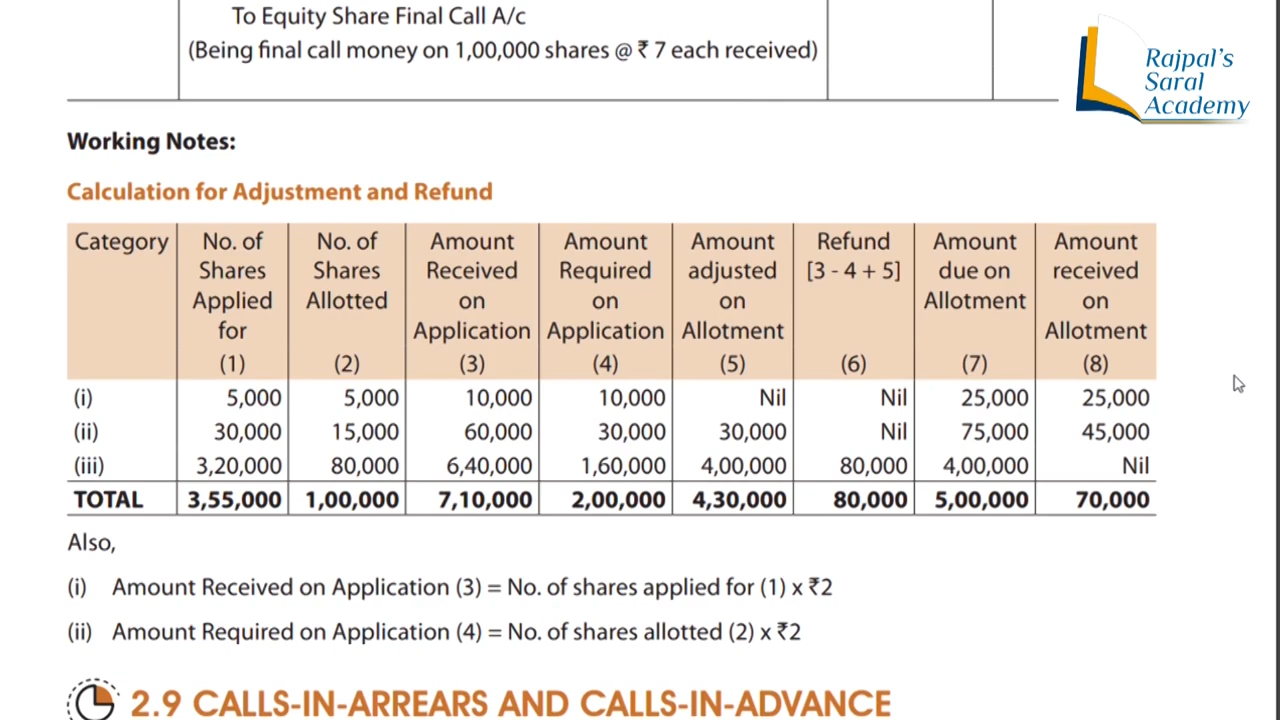 To Equity Share Final Call A/c
(Being final call money on 1,00,000 shares @ ₹ 7 each received)
Rajpal's
Saral
Academy
Working Notes:
Calculation for Adjustment and Refund
Category No. of Shares Applied for (1) No. of Shares Allotted (2) Amount Received on Application (3) Amount Required on Application (4) Amount adjusted on Allotment (5) Refund [3 - 4 + 5] (6) Amount due on Allotment (7) Amount received on Allotment (8)
(i) 5,000 5,000 10,000 10,000 Nil Nil 25,000 25,000
(ii) 30,000 15,000 60,000 30,000 30,000 Nil 75,000 45,000
(iii) 3,20,000 80,000 6,40,000 1,60,000 4,00,000 80,000 4,00,000 Nil
TOTAL 3,55,000 1,00,000 7,10,000 2,00,000 4,30,000 80,000 5,00,000 70,000
Also,
(i) Amount Received on Application (3) = No. of shares applied for (1) x ₹2
(ii) Amount Required on Application (4) = No. of shares allotted (2) x ₹2
2.9 CALLS-IN-ARREARS AND CALLS-IN-ADVANCE